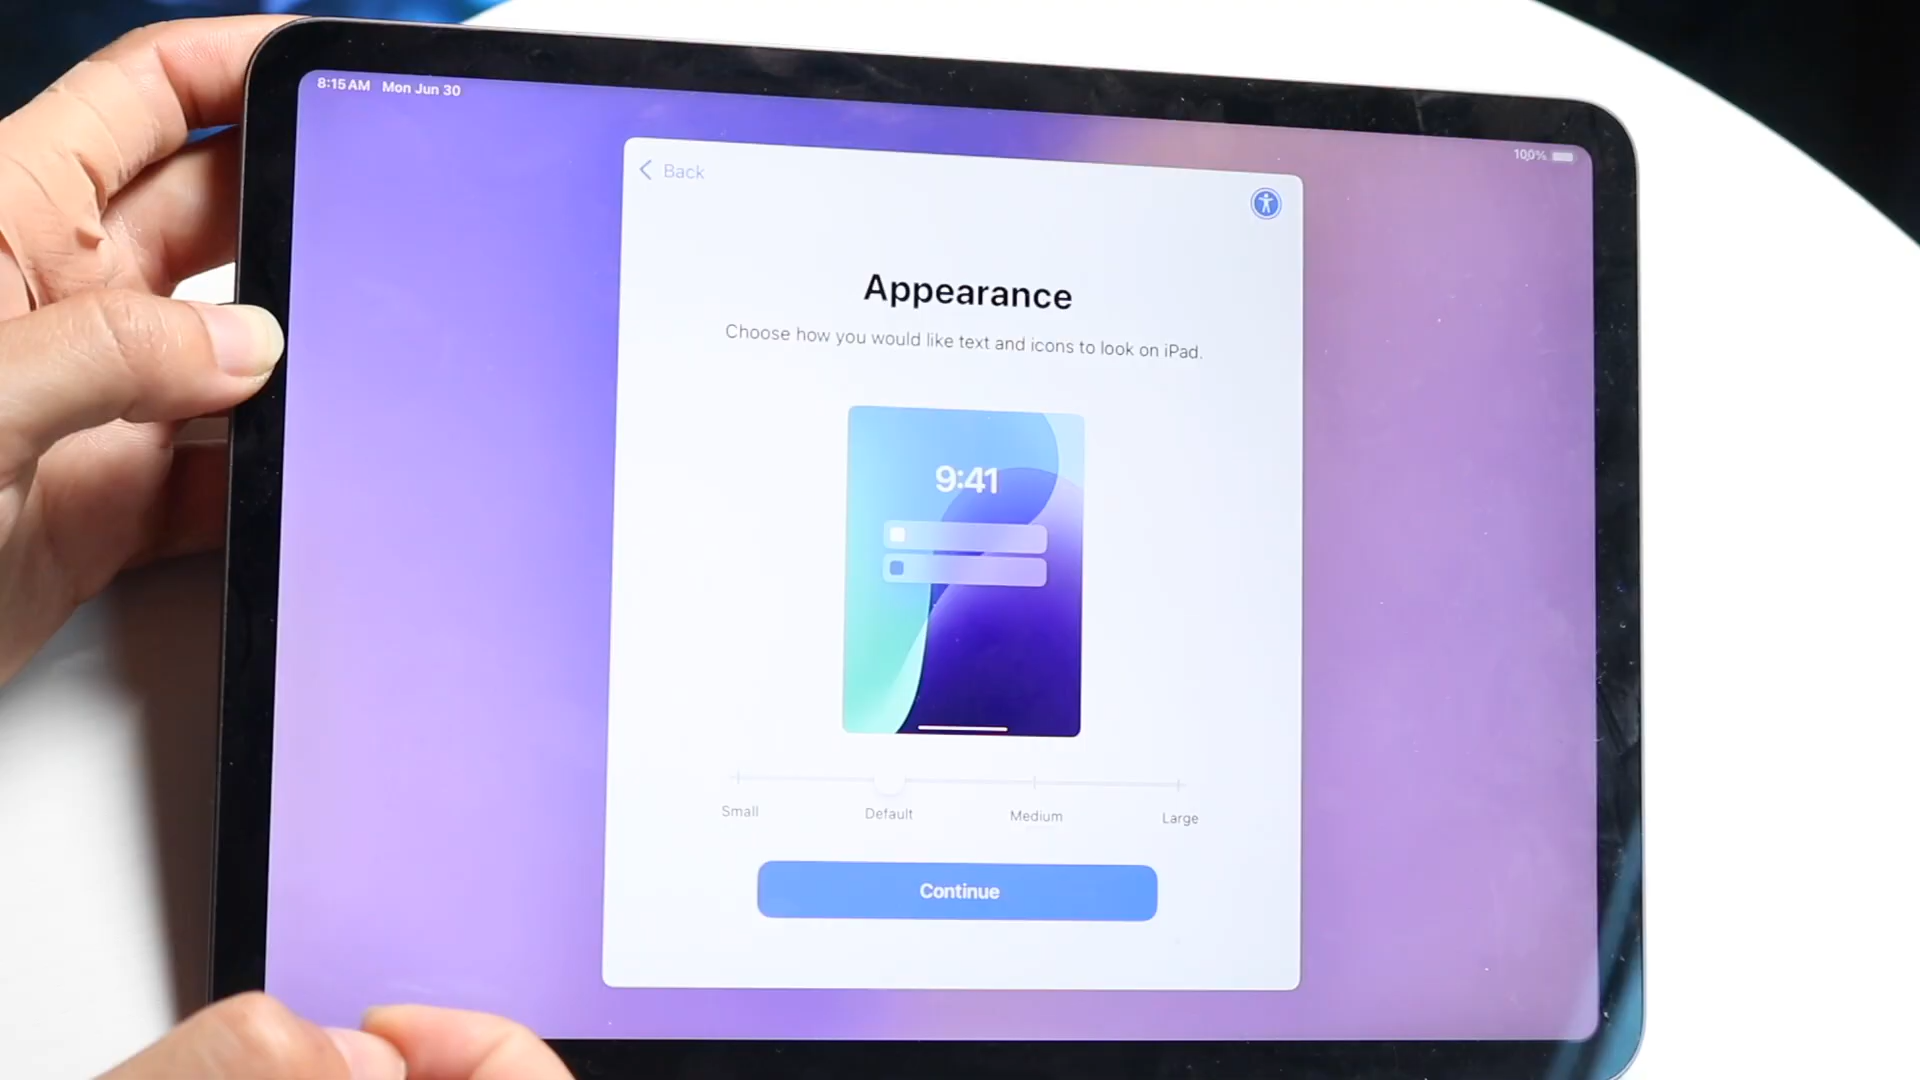 8:15 AM Mon Jun 30
100%
Back
Appearance
Choose how you would like text and icons to look on iPad.
9:41
Small
Default
Medium
Large
Continue